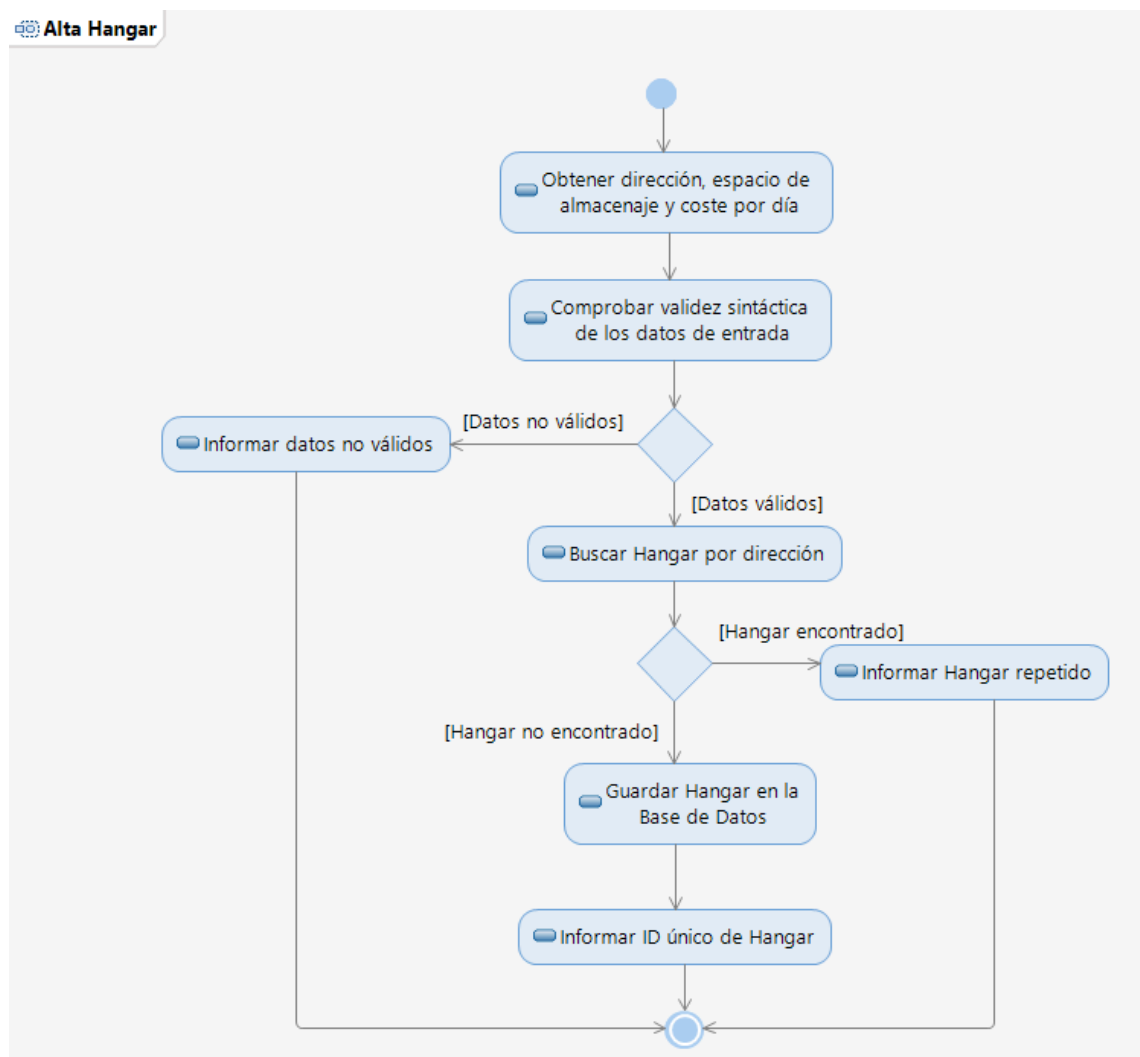 Alta Hangar
Obtener dirección, espacio de
almacenaje y coste por día
Comprobar validez sintáctica
de los datos de entrada
[Datos no válidos]
Informar datos no válidos
[Datos válidos]
Buscar Hangar por dirección
[Hangar encontrado]
Informar Hangar repetido
[Hangar no encontrado]
Guardar Hangar en la
Base de Datos
Informar ID único de Hangar